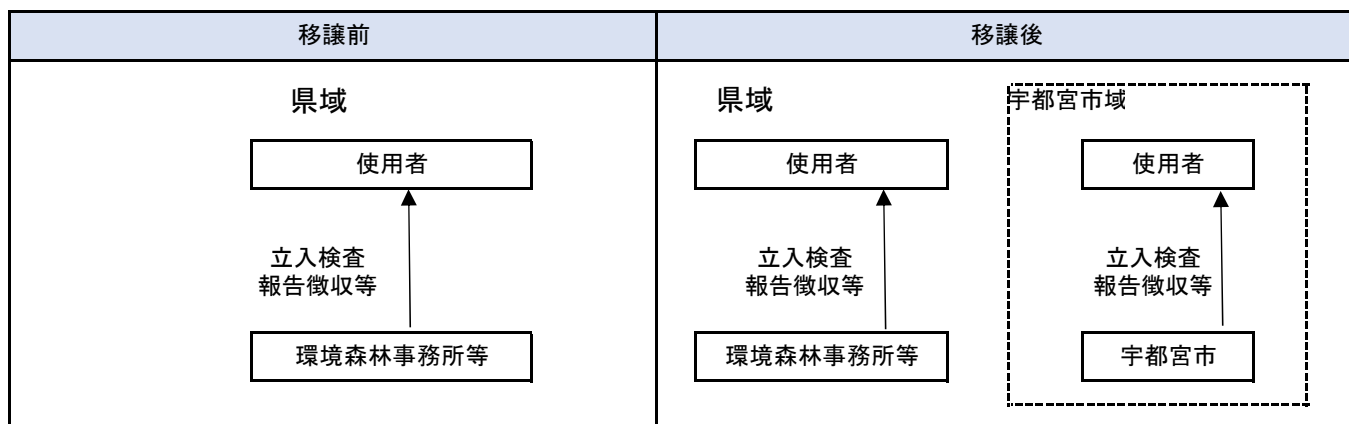 移譲前
移譲後
県域
使用者
立入検査
報告徴収等
環境森林事務所等
県域
使用者
立入検査
報告徴収等
環境森林事務所等
宇都宮市域
使用者
立入検査
報告徴収等
宇都宮市